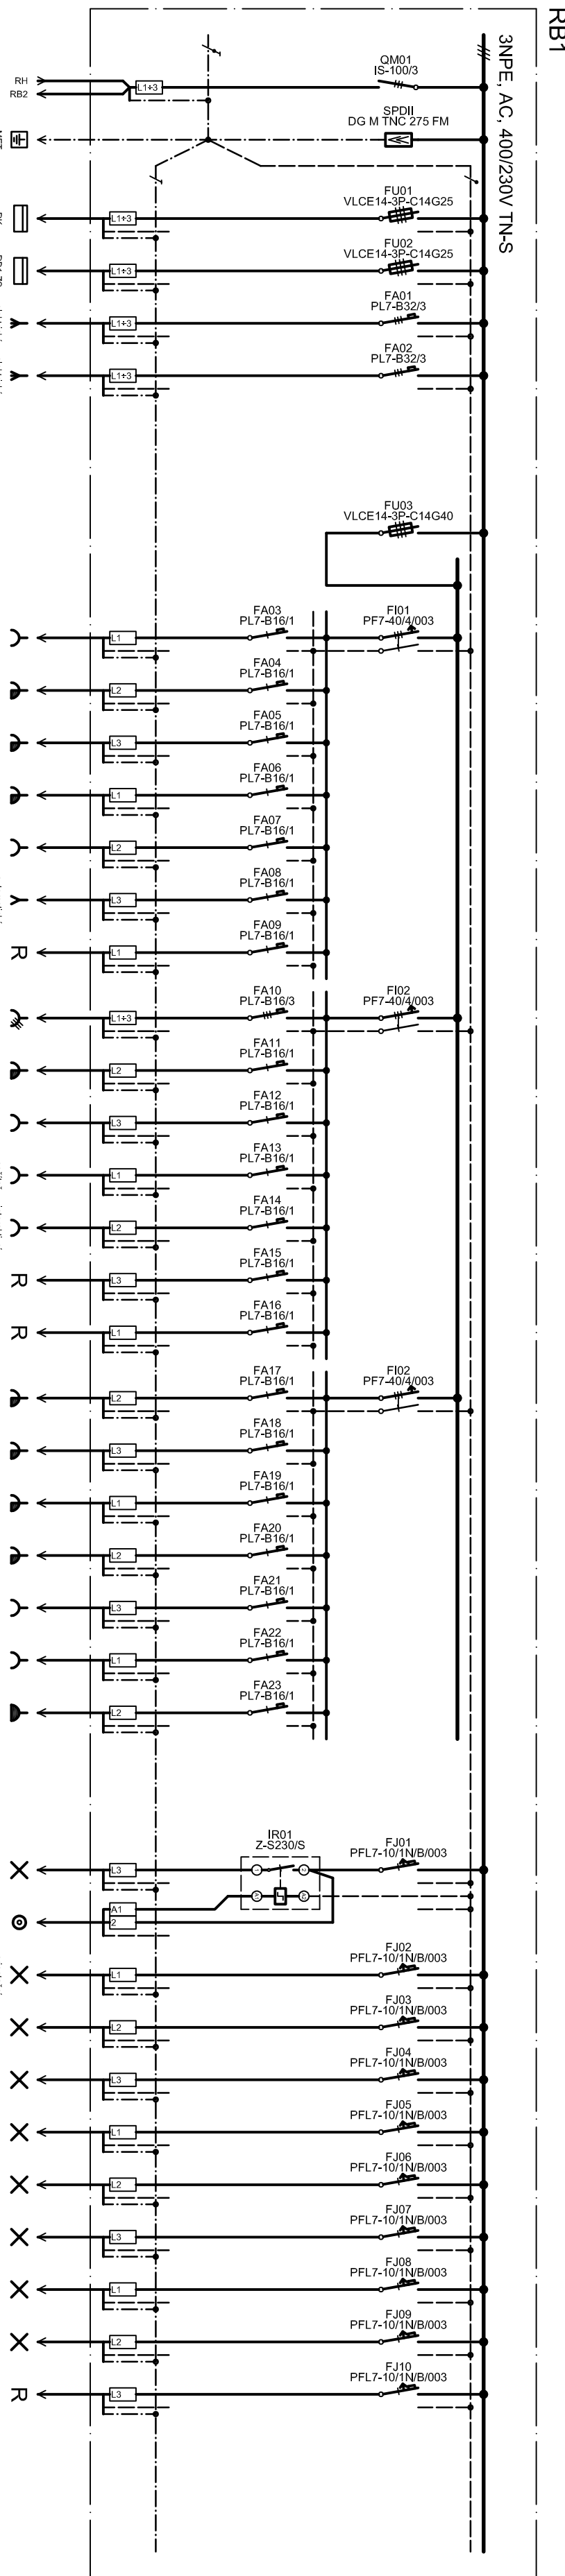 RB1
3NPE, AC, 400/230V TN-S
QM01
IS-100/3
RH
RB2
L1÷3
SPDII
DG M TNC 275 FM
FU01
VLCE14-3P-C14G25
L1÷3
FU02
VLCE14-3P-C14G25
L1÷3
FA01
PL7-B32/3
L1÷3
FA02
PL7-B32/3
L1÷3
FU03
VLCE14-3P-C14G40
FA03
PL7-B16/1
FI01
PF7-40/4/003
L1
FA04
PL7-B16/1
L2
FA05
PL7-B16/1
L3
FA06
PL7-B16/1
L1
FA07
PL7-B16/1
L2
FA08
PL7-B16/1
L3
FA09
PL7-B16/1
L1
R
FA10
PL7-B16/3
FI02
PF7-40/4/003
L1÷3
FA11
PL7-B16/1
L2
FA12
PL7-B16/1
L3
FA13
PL7-B16/1
L1
FA14
PL7-B16/1
L2
FA15
PL7-B16/1
L3
R
FA16
PL7-B16/1
L1
R
FA17
PL7-B16/1
FI02
PF7-40/4/003
L2
FA18
PL7-B16/1
L3
FA19
PL7-B16/1
L1
FA20
PL7-B16/1
L2
FA21
PL7-B16/1
L3
FA22
PL7-B16/1
L1
FA23
PL7-B16/1
L2
IR01
Z-S230/S
FJ01
PFL7-10/1N/B/003
L3
A1
2
FJ02
PFL7-10/1N/B/003
L1
FJ03
PFL7-10/1N/B/003
L2
FJ04
PFL7-10/1N/B/003
L3
FJ05
PFL7-10/1N/B/003
L1
FJ06
PFL7-10/1N/B/003
L2
FJ07
PFL7-10/1N/B/003
L3
FJ08
PFL7-10/1N/B/003
L1
FJ09
PFL7-10/1N/B/003
L2
FJ10
PFL7-10/1N/B/003
L3
R